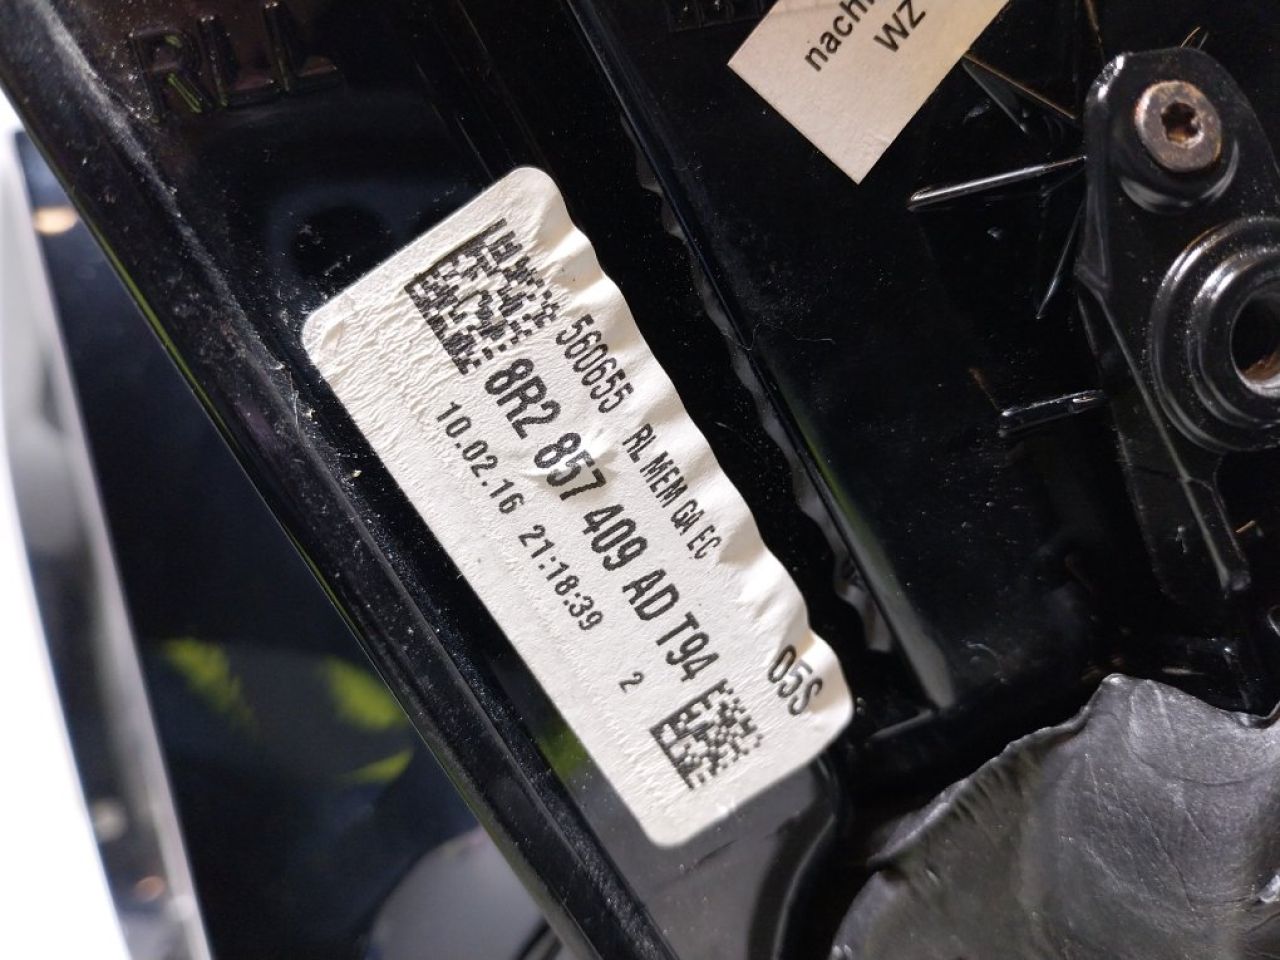 RLL
nach
WZ
560655 RL MEM GA EC 05S
8R2 857 409 AD T94
10.02.16 21:18:39 2